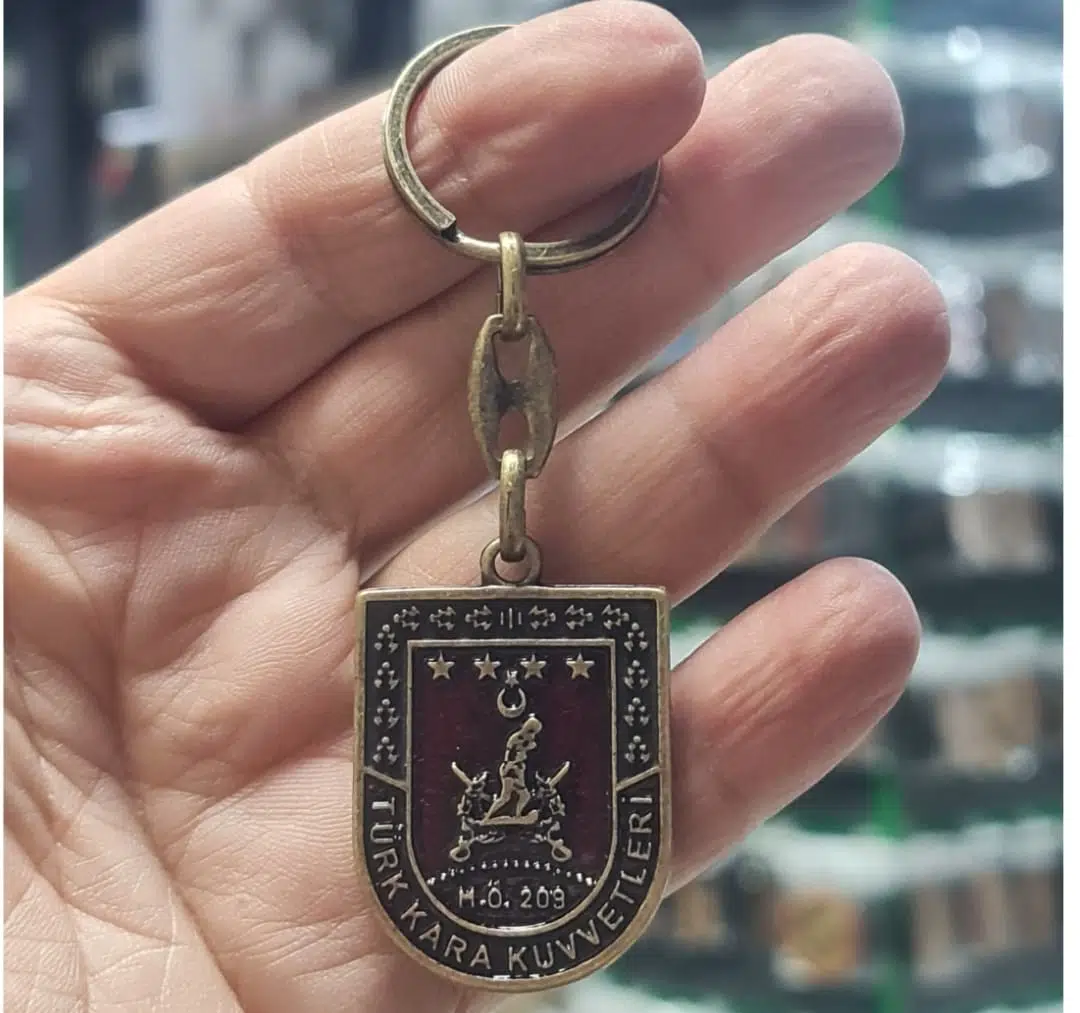 M.Ö. 209
TÜRK KARA KUVVETLERİ